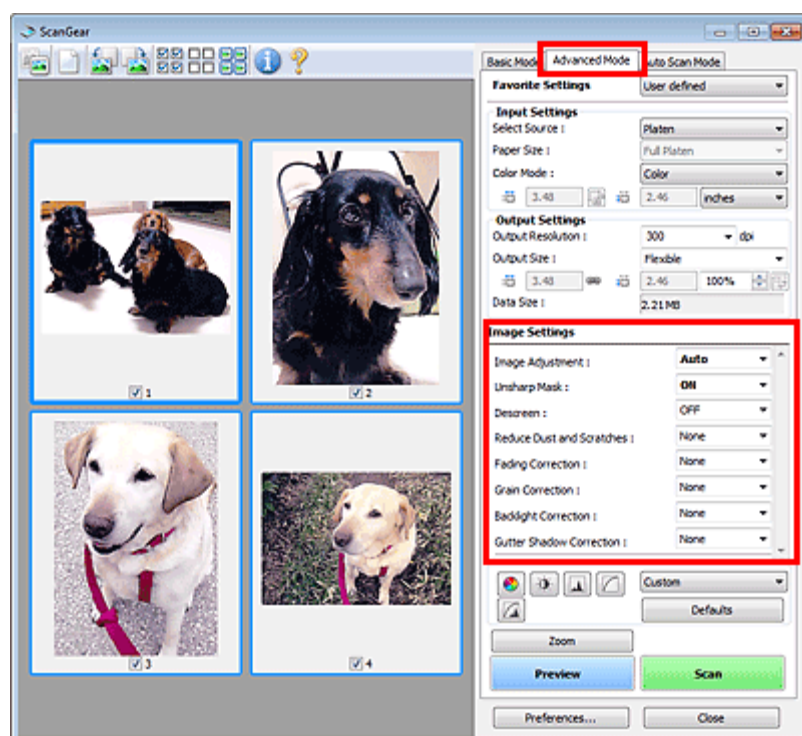 ScanGear
Basic Mode Advanced Mode Auto Scan Mode
Favorite Settings User defined
Input Settings
Select Source : Platen
Paper Size : Full Platen
Color Mode : Color
3.48 2.46 inches
Output Settings
Output Resolution : 300 dpi
Output Size : Flexible
3.48 2.46 100%
Data Size : 2.21 MB
Image Settings
Image Adjustment : Auto
Unsharp Mask : ON
Descreen : OFF
Reduce Dust and Scratches : None
Fading Correction : None
Grain Correction : None
Backlight Correction : None
Gutter Shadow Correction : None
Custom
Defaults
Zoom
Preview Scan
Preferences... Close
1
2
3
4